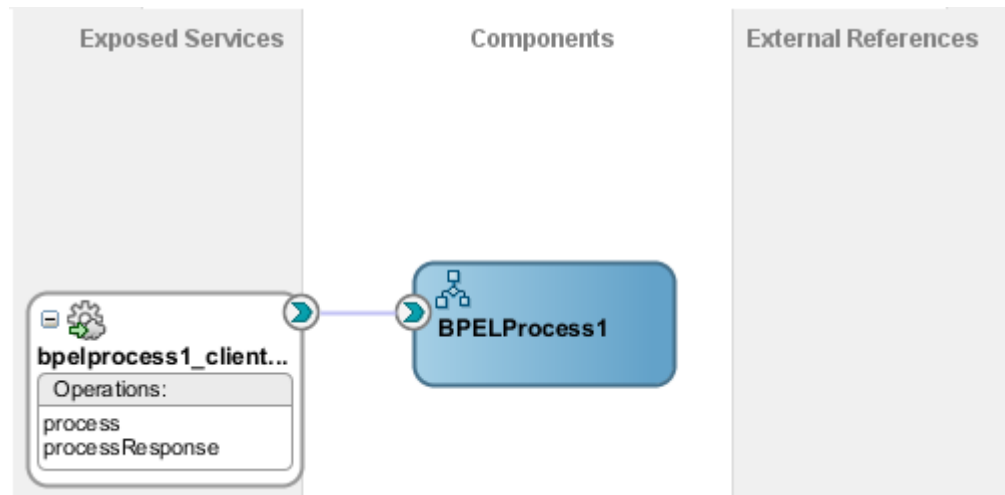 Exposed Services
Components
External References
BPELProcess1
bpelprocess1_client...
Operations:
process
processResponse